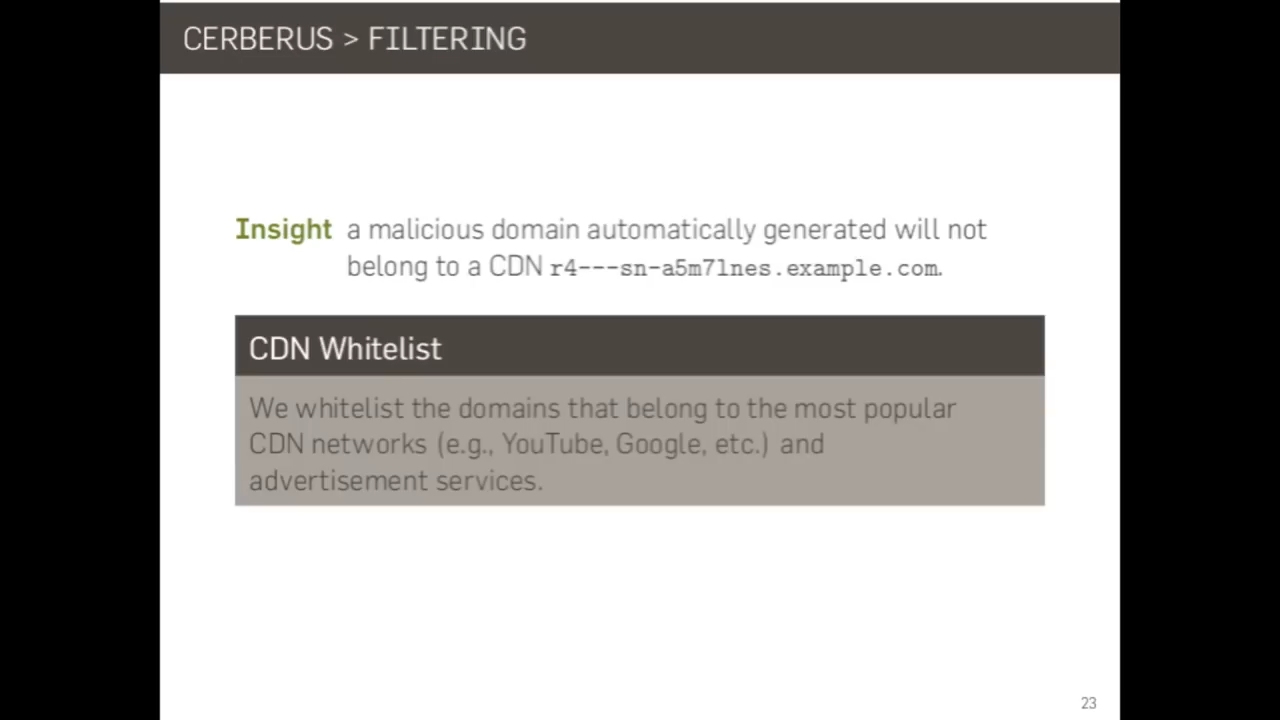 CERBERUS > FILTERING
Insight a malicious domain automatically generated will not
belong to a CDN r4---sn-a5m7lnes.example.com.
CDN Whitelist
We whitelist the domains that belong to the most popular
CDN networks (e.g., YouTube, Google, etc.) and
advertisement services.
23